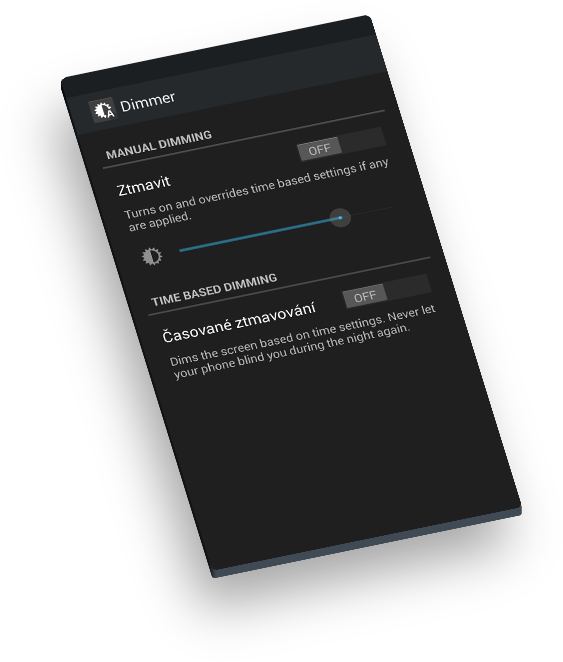 Dimmer
MANUAL DIMMING
Ztmavit
OFF
Turns on and overrides time based settings if any
are applied.
TIME BASED DIMMING
Časované ztmavování
OFF
Dims the screen based on time settings. Never let
your phone blind you during the night again.